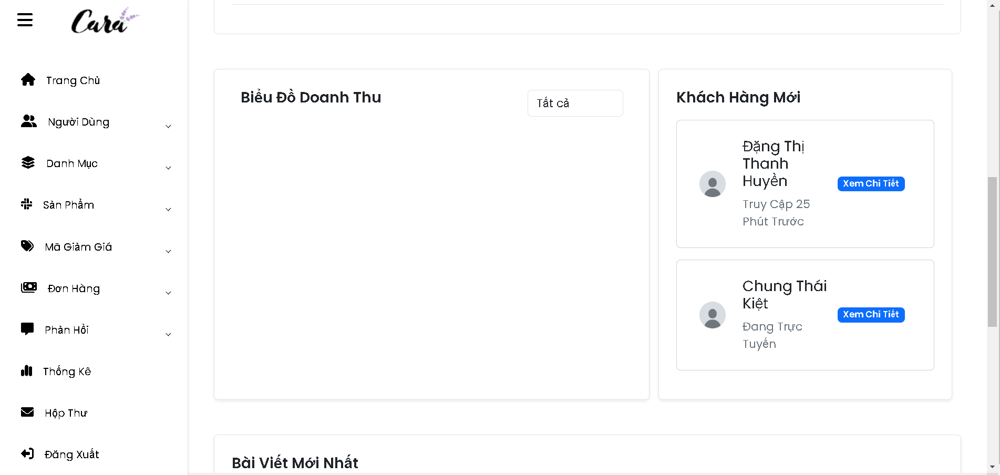 Cara
Trang Chủ
Người Dùng
Danh Mục
Sản Phẩm
Mã Giảm Giá
Đơn Hàng
Phản Hồi
Thống Kê
Hộp Thư
Đăng Xuất
Biểu Đồ Doanh Thu
Tất cả
Khách Hàng Mới
Đặng Thị
Thanh
Huyền
Truy Cập 25
Phút Trước
Xem Chi Tiết
Chung Thái
Kiệt
Đang Trực
Tuyến
Xem Chi Tiết
Bài Viết Mới Nhất